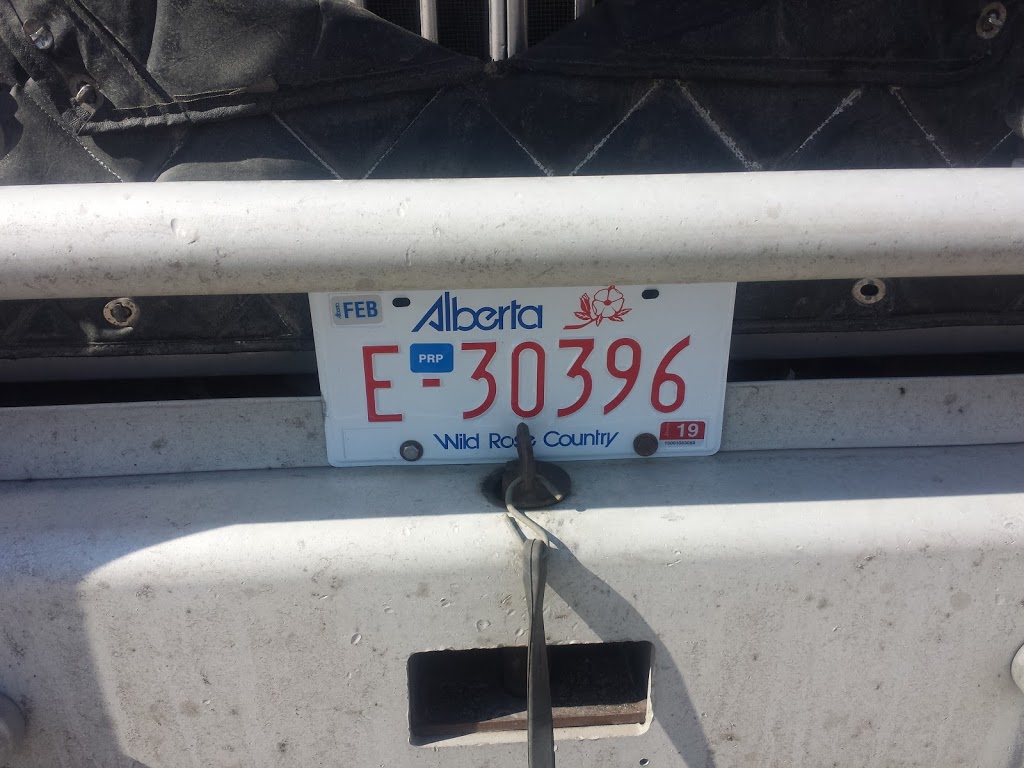 FEB
Alberta
PRP
E-30396
Wild Rose Country
19